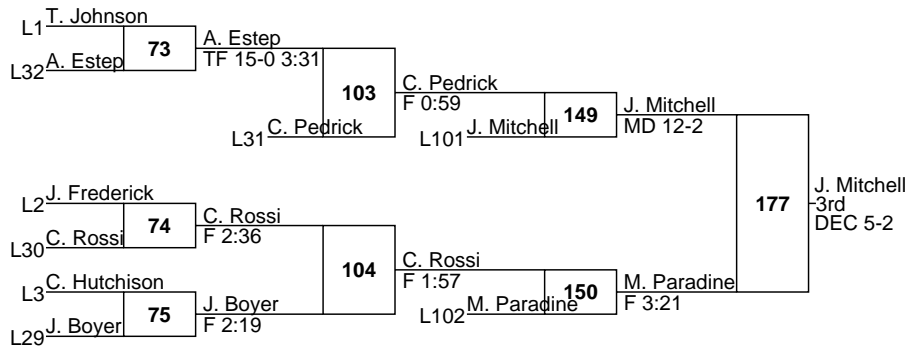 T. Johnson
L1
73
A. Estep
TF 15-0 3:31
A. Estep
L32
103
C. Pedrick
F 0:59
C. Pedrick
L31
149
J. Mitchell
MD 12-2
J. Mitchell
L101
177
J. Mitchell
3rd
DEC 5-2
J. Frederick
L2
74
C. Rossi
F 2:36
C. Rossi
L30
104
C. Rossi
F 1:57
C. Hutchison
L3
75
J. Boyer
F 2:19
J. Boyer
L29
150
M. Paradine
F 3:21
M. Paradine
L102